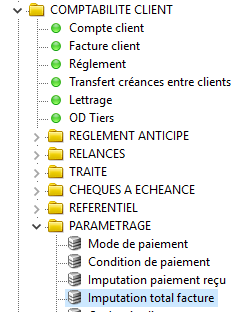 COMPTABILITE CLIENT
Compte client
Facture client
Réglement
Transfert créances entre clients
Lettrage
OD Tiers
REGLEMENT ANTICIPE
RELANCES
TRAITE
CHEQUES A ECHEANCE
REFERENTIEL
PARAMETRAGE
Mode de paiement
Condition de paiement
Imputation paiement reçu
Imputation total facture